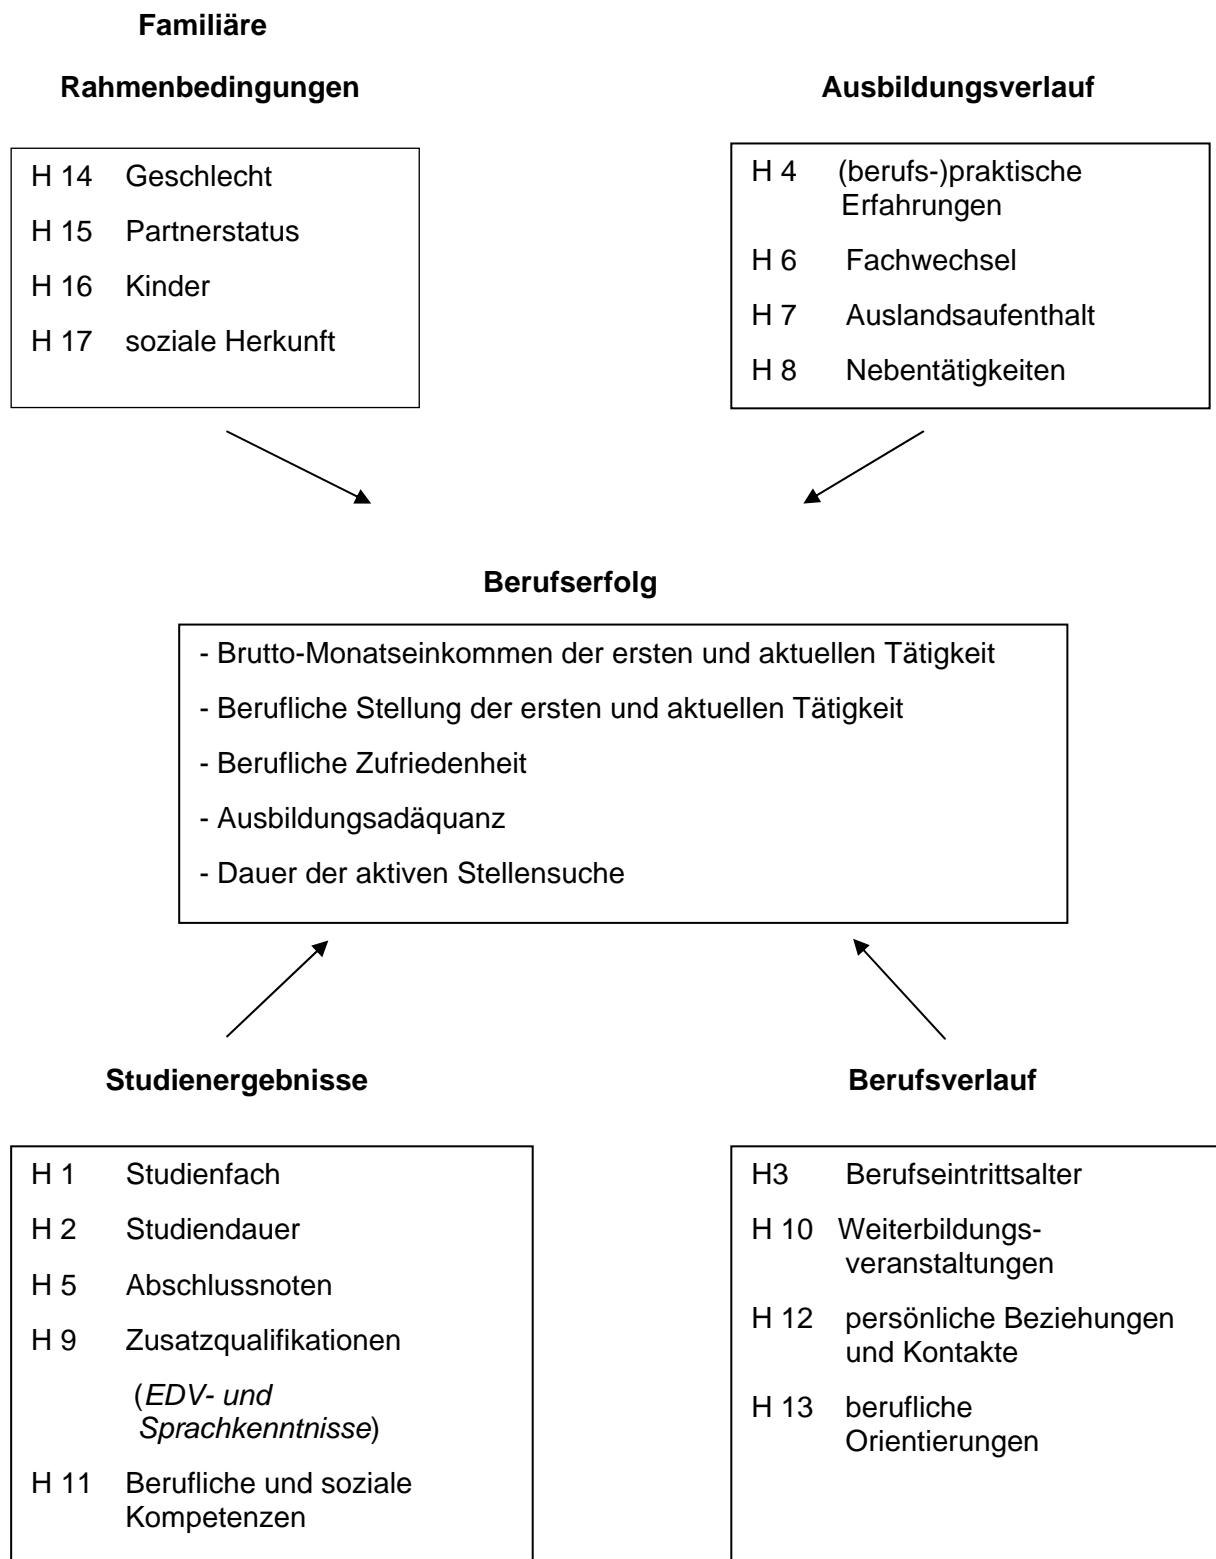 Familiäre
Rahmenbedingungen
H 14 Geschlecht
H 15 Partnerstatus
H 16 Kinder
H 17 soziale Herkunft
Ausbildungsverlauf
H 4 (berufs-)praktische
Erfahrungen
H 6 Fachwechsel
H 7 Auslandsaufenthalt
H 8 Nebentätigkeiten
Berufserfolg
- Brutto-Monatseinkommen der ersten und aktuellen Tätigkeit
- Berufliche Stellung der ersten und aktuellen Tätigkeit
- Berufliche Zufriedenheit
- Ausbildungsadäquanz
- Dauer der aktiven Stellensuche
Studienergebnisse
H 1 Studienfach
H 2 Studiendauer
H 5 Abschlussnoten
H 9 Zusatzqualifikationen
(EDV- und
Sprachkenntnisse)
H 11 Berufliche und soziale
Kompetenzen
Berufsverlauf
H3 Berufseintrittsalter
H 10 Weiterbildungs-
veranstaltungen
H 12 persönliche Beziehungen
und Kontakte
H 13 berufliche
Orientierungen